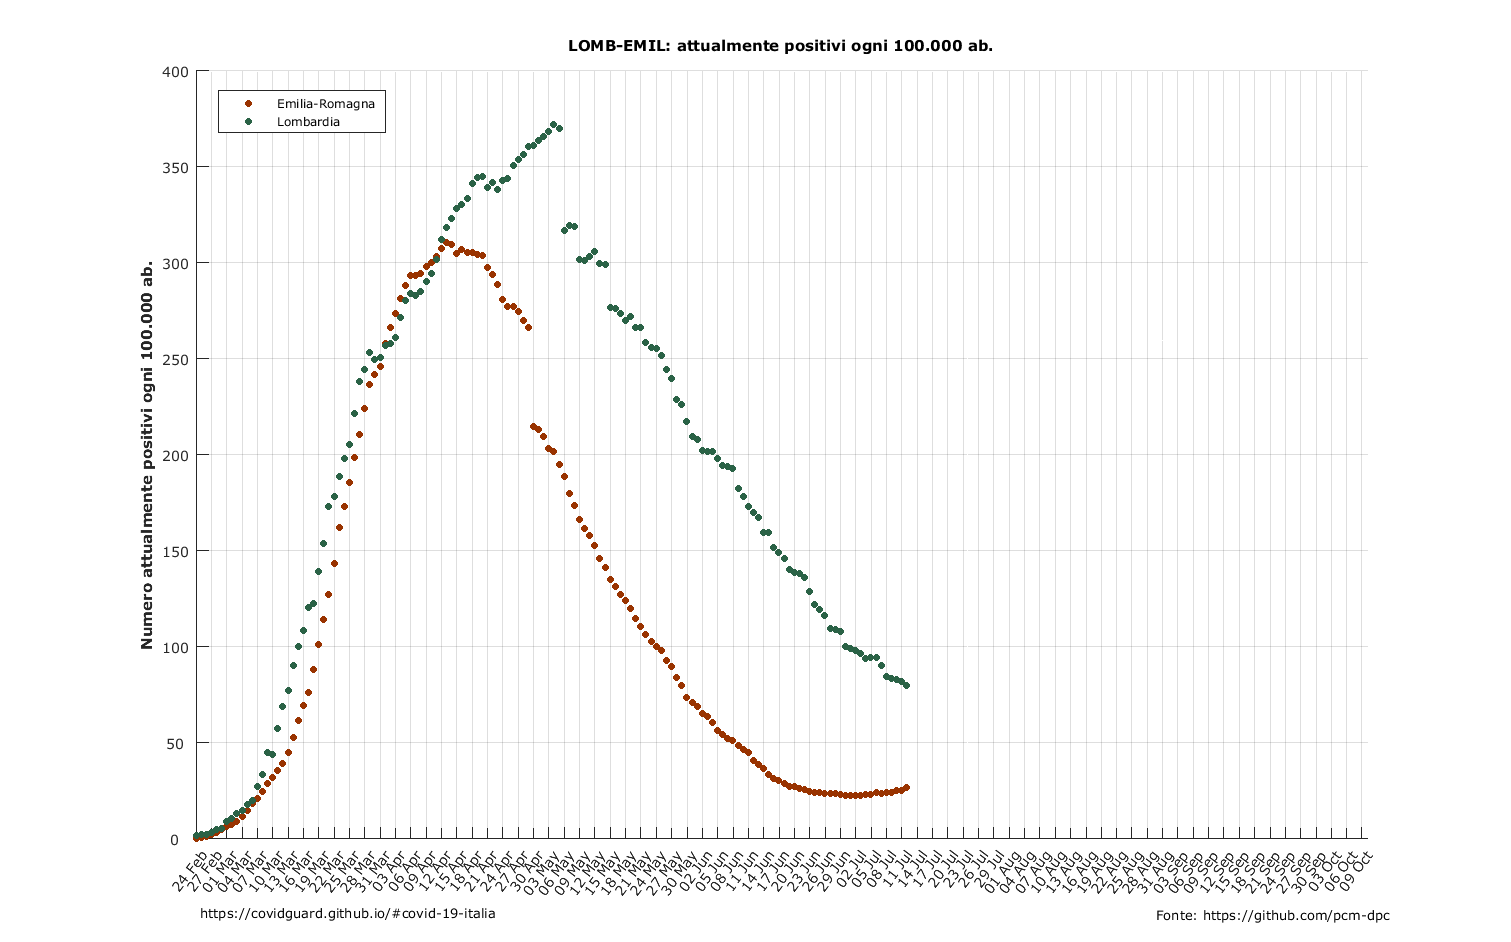 LOMB-EMIL: attualmente positivi ogni 100.000 ab.
Numero attualmente positivi ogni 100.000 ab.
400
350
300
250
200
150
100
50
0
Emilia-Romagna
Lombardia
24 Feb
27 Feb
01 Mar
04 Mar
07 Mar
10 Mar
13 Mar
16 Mar
19 Mar
22 Mar
25 Mar
28 Mar
31 Mar
03 Apr
06 Apr
09 Apr
12 Apr
15 Apr
18 Apr
21 Apr
24 Apr
27 Apr
30 Apr
03 May
06 May
09 May
12 May
15 May
18 May
21 May
24 May
27 May
30 May
02 Jun
05 Jun
08 Jun
11 Jun
14 Jun
17 Jun
20 Jun
23 Jun
26 Jun
29 Jun
02 Jul
05 Jul
08 Jul
11 Jul
14 Jul
17 Jul
20 Jul
23 Jul
26 Jul
29 Jul
01 Aug
04 Aug
07 Aug
10 Aug
13 Aug
16 Aug
19 Aug
22 Aug
25 Aug
28 Aug
31 Aug
03 Sep
06 Sep
09 Sep
12 Sep
15 Sep
18 Sep
21 Sep
24 Sep
27 Sep
30 Sep
03 Oct
06 Oct
09 Oct
https://covidguard.github.io/#covid-19-italia
Fonte: https://github.com/pcm-dpc